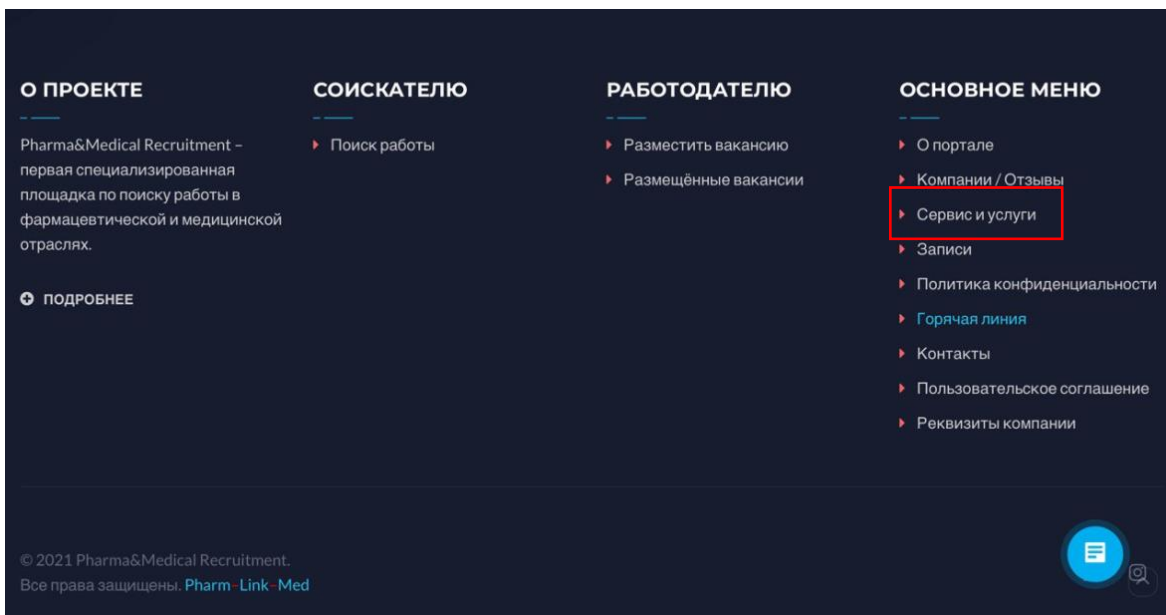 О ПРОЕКТЕ
Pharma&Medical Recruitment –
первая специализированная
площадка по поиску работы в
фармацевтической и медицинской
отраслях.
ПОДРОБНЕЕ
СОИСКАТЕЛЮ
Поиск работы
РАБОТОДАТЕЛЮ
Разместить вакансию
Размещённые вакансии
ОСНОВНОЕ МЕНЮ
О портале
Компании / Отзывы
Сервис и услуги
Записи
Политика конфиденциальности
Горячая линия
Контакты
Пользовательское соглашение
Реквизиты компании
© 2021 Pharma&Medical Recruitment.
Все права защищены. Pharm-Link-Med